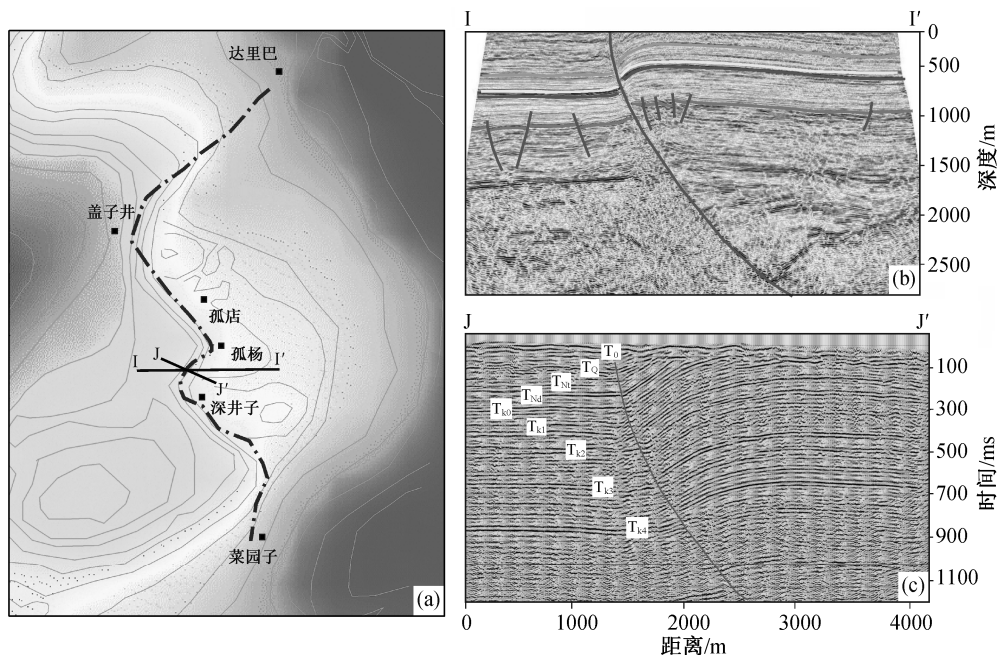 达里巴
盖子井
孤店
孤杨
I
J
I′
J′
深井子
菜园子
(a)
I
I′
0
500
1000
1500
2000
2500
深度/m
(b)
J
J′
T0
TQ
TNt
TNd
Tk0
Tk1
Tk2
Tk3
Tk4
100
300
500
700
900
1100
时间/ms
(c)
0
1000
2000
3000
4000
距离/m